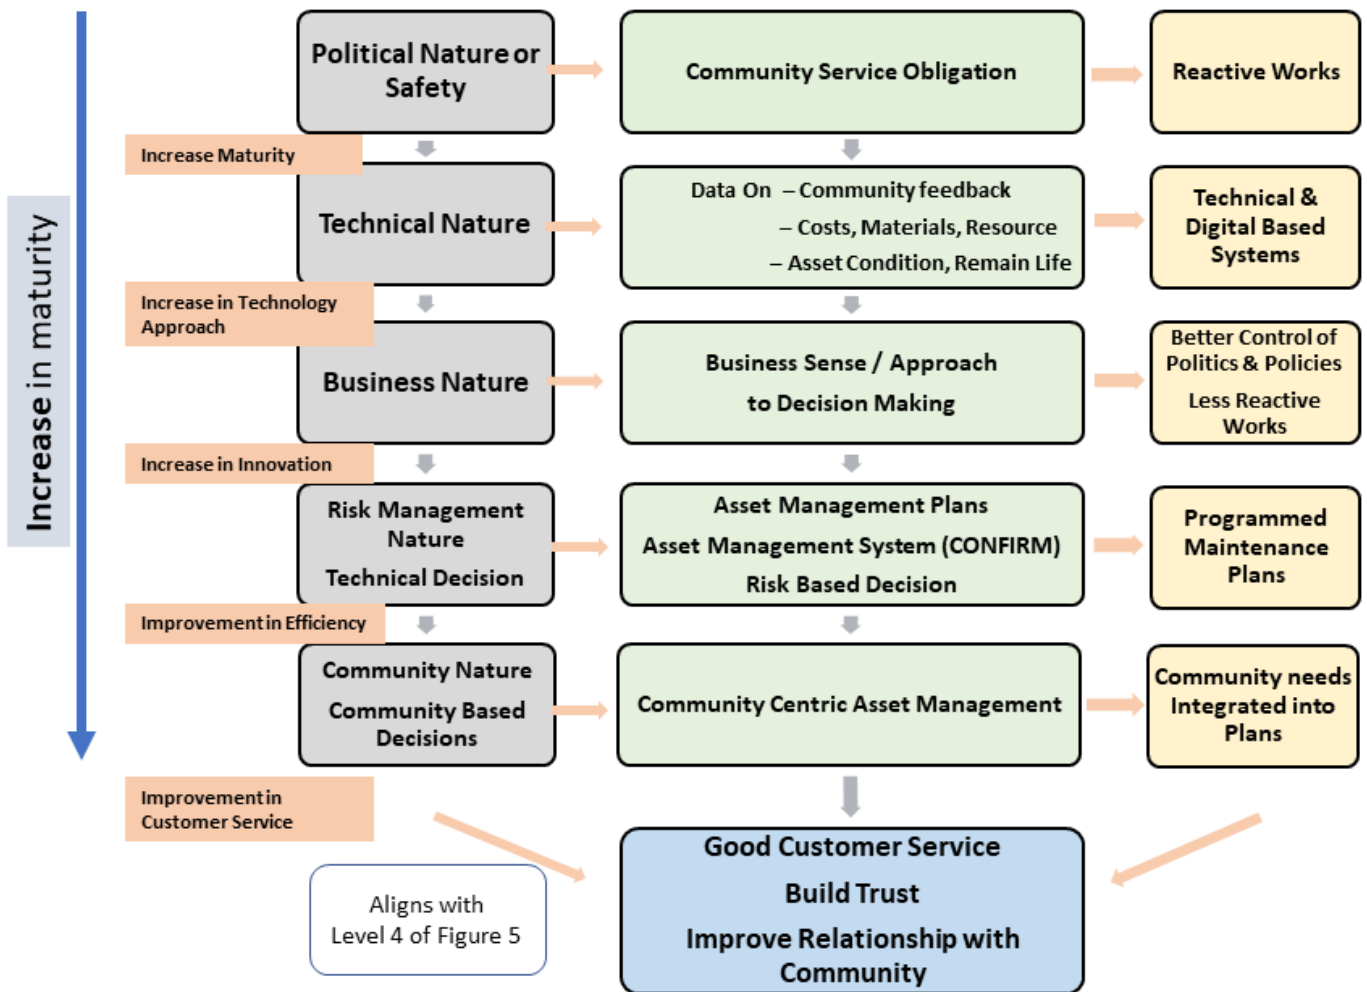 Political Nature or
Safety
Community Service Obligation
Reactive Works
Increase Maturity
Technical Nature
Data On – Community feedback
– Costs, Materials, Resource
– Asset Condition, Remain Life
Technical &
Digital Based
Systems
Increase in Technology
Approach
Business Nature
Business Sense / Approach
to Decision Making
Better Control of
Politics & Policies
Less Reactive
Works
Increase in Innovation
Risk Management
Nature
Technical Decision
Asset Management Plans
Asset Management System (CONFIRM)
Risk Based Decision
Programmed
Maintenance
Plans
Improvement in Efficiency
Community Nature
Community Based
Decisions
Community Centric Asset Management
Community needs
Integrated into
Plans
Improvement in
Customer Service
Good Customer Service
Build Trust
Improve Relationship with
Community
Aligns with
Level 4 of Figure 5
Increase in maturity